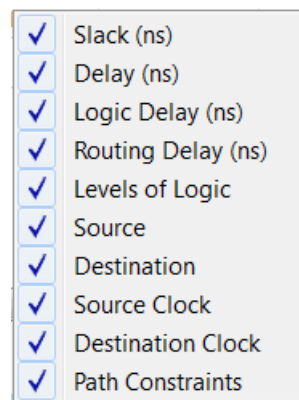 Slack (ns)
Delay (ns)
Logic Delay (ns)
Routing Delay (ns)
Levels of Logic
Source
Destination
Source Clock
Destination Clock
Path Constraints